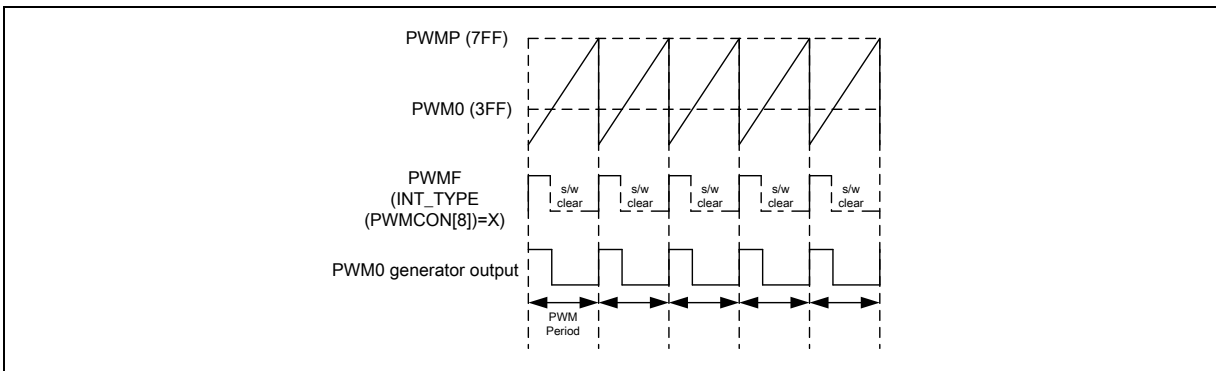 PWMP (7FF)
PWM0 (3FF)
PWMF
(INT_TYPE
(PWMCON[8])=X)
s/w
clear
s/w
clear
s/w
clear
s/w
clear
s/w
clear
PWM0 generator output
PWM
Period